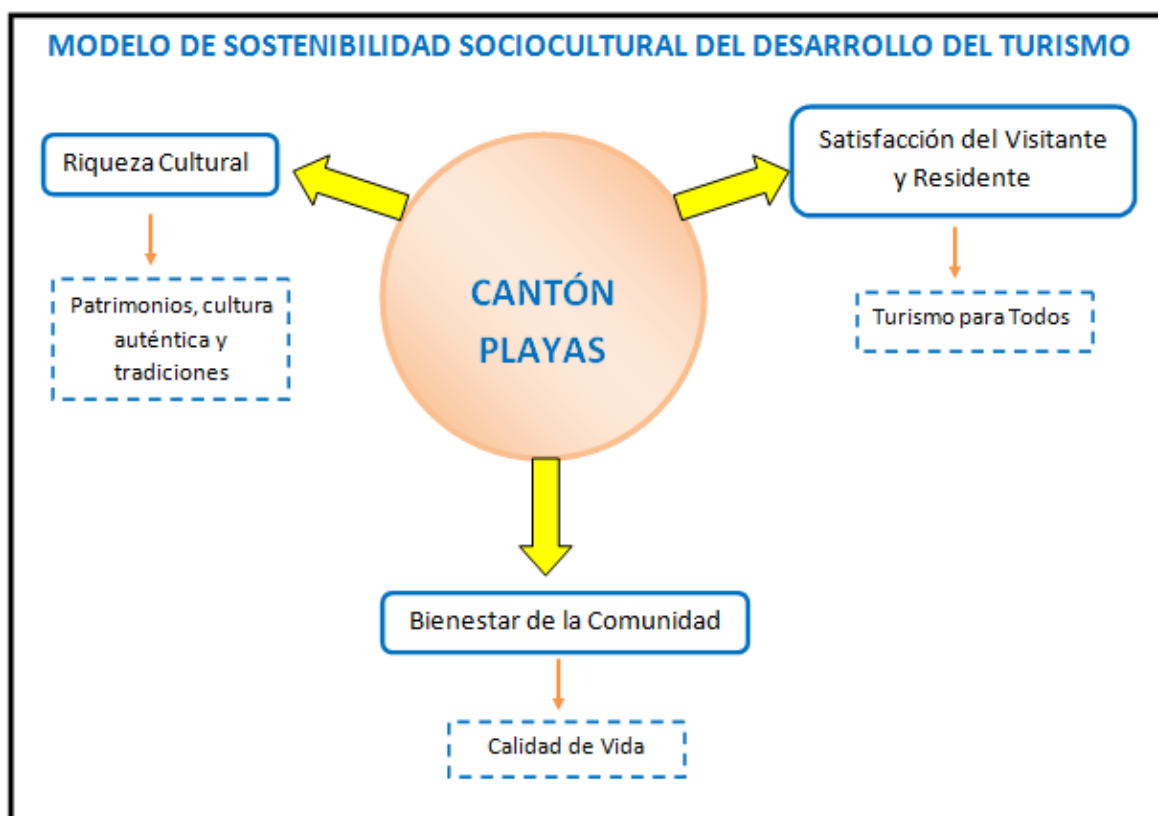 MODELO DE SOSTENIBILIDAD SOCIOCULTURAL DEL DESARROLLO DEL TURISMO
Riqueza Cultural
Patrimonios, cultura
auténtica y
tradiciones
CANTÓN
PLAYAS
Satisfacción del Visitante
y Residente
Turismo para Todos
Bienestar de la Comunidad
Calidad de Vida